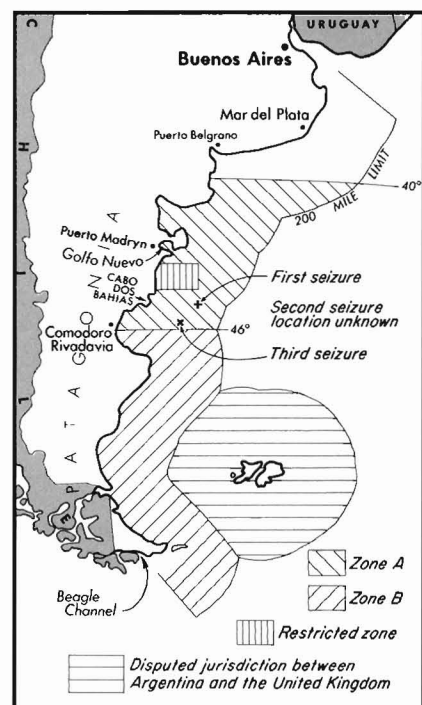 URUGUAY
Buenos Aires
Mar del Plata
Puerto Belgrano
200 MILE LIMIT
40°
Puerto Madryn
Golfo Nuevo
CABO
DOS
BAHIAS
First seizure
Second seizure
location unknown
Comodoro
Rivadavia
46°
Third seizure
PATAGONIA
CHILE
Beagle
Channel
Zone A
Zone B
Restricted zone
Disputed jurisdiction between
Argentina and the United Kingdom